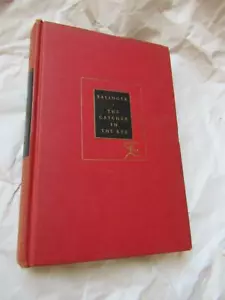 SALINGER
THE
CATCHER
IN
THE RYE